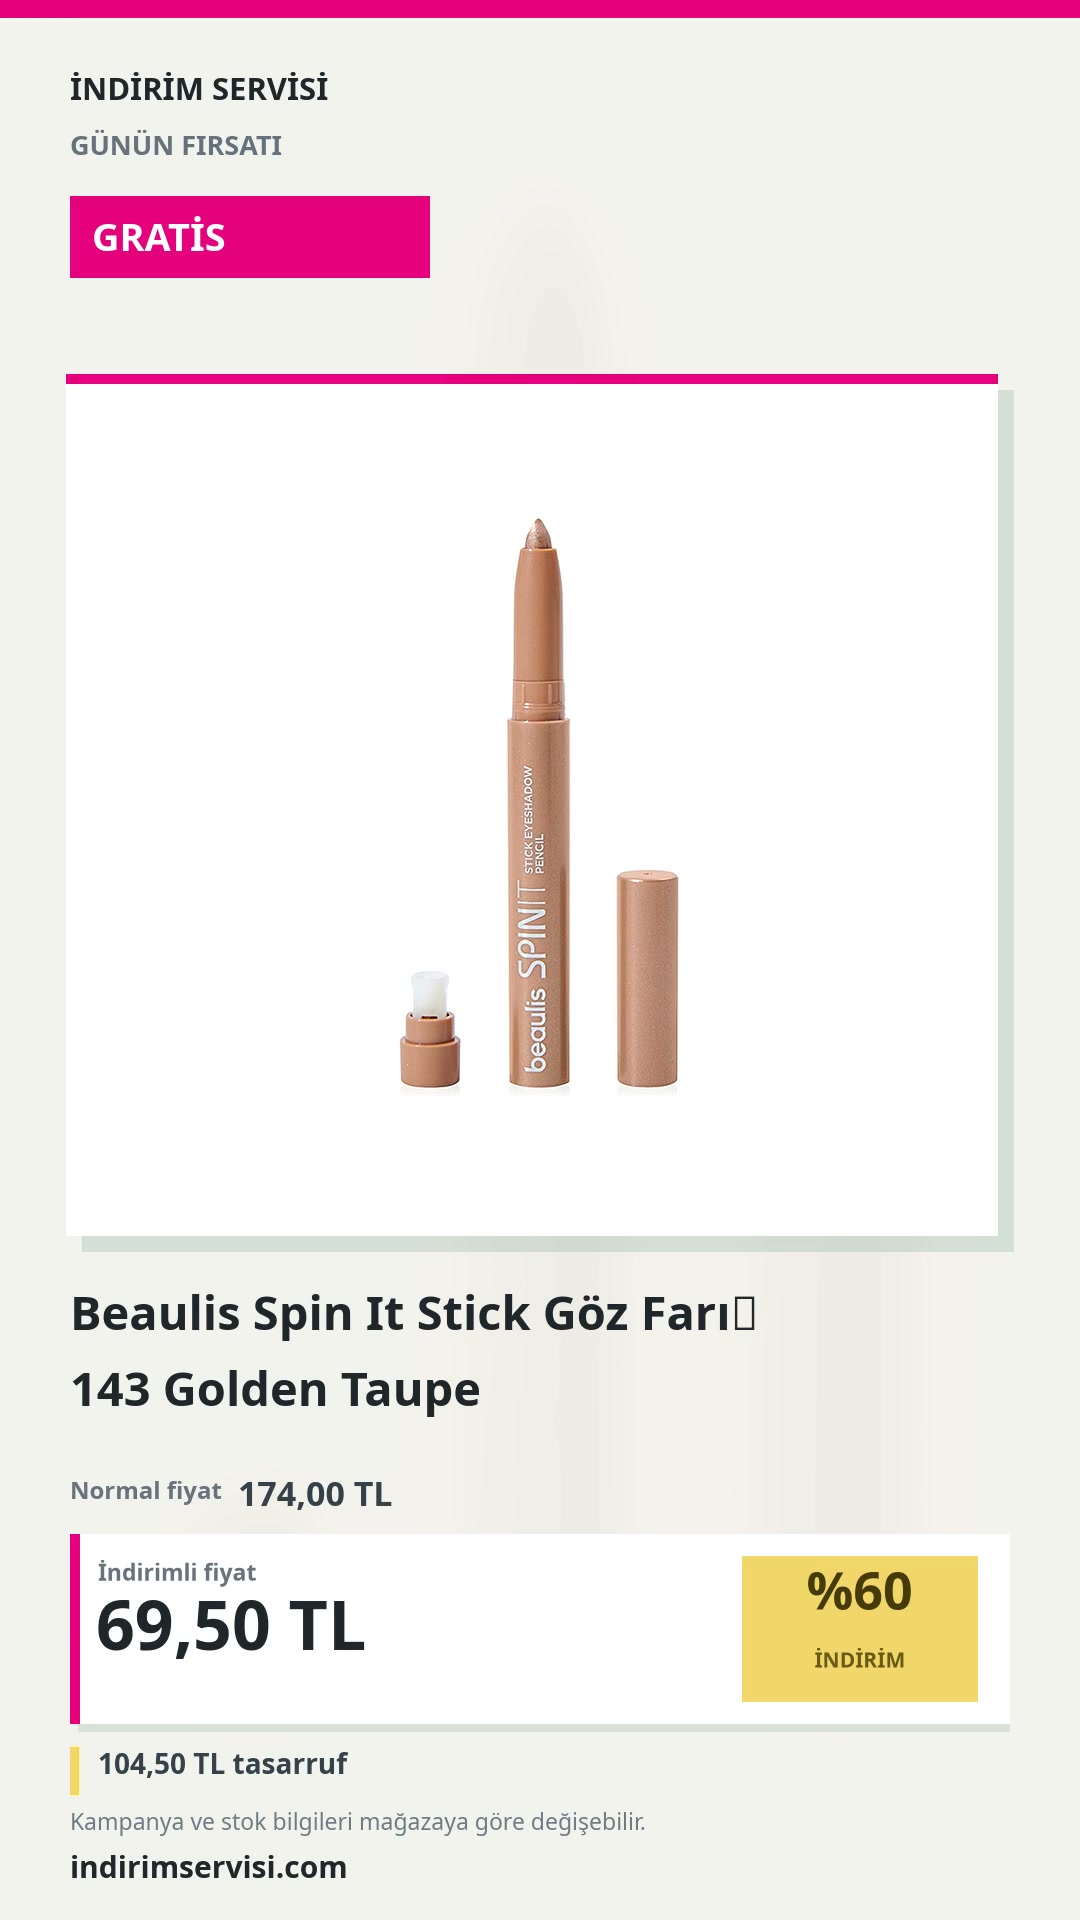 İNDİRİM SERVİSİ
GÜNÜN FIRSATI
GRATİS
STICK EYESHADOW
PENCIL
beaulis SPINIT
Beaulis Spin It Stick Göz Farı
143 Golden Taupe
Normal fiyat 174,00 TL
İndirimli fiyat
69,50 TL
%60
İNDİRİM
104,50 TL tasarruf
Kampanya ve stok bilgileri mağazaya göre değişebilir.
indirimservisi.com